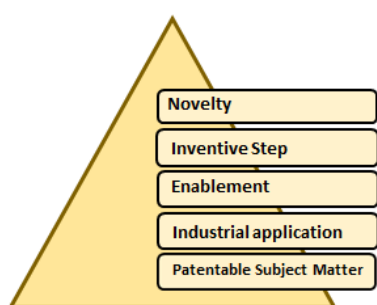 Novelty
Inventive Step
Enablement
Industrial application
Patentable Subject Matter